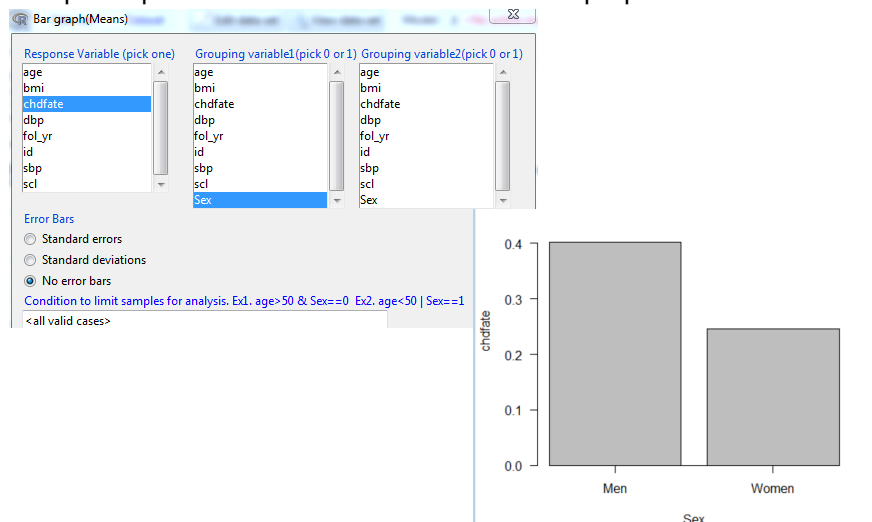 Bar graph(Means)
Response Variable (pick one)
age
bmi
chdfate
dbp
fol_yr
id
sbp
scl
Grouping variable1(pick 0 or 1)
age
bmi
chdfate
dbp
fol_yr
id
sbp
scl
Sex
Grouping variable2(pick 0 or 1)
age
bmi
chdfate
dbp
fol_yr
id
sbp
scl
Sex
Error Bars
Standard errors
Standard deviations
No error bars
Condition to limit samples for analysis. Ex1. age>50 & Sex==0 Ex2. age<50 | Sex==1
<all valid cases>
chdfate
0.4
0.3
0.2
0.1
0.0
Men Women
Sex